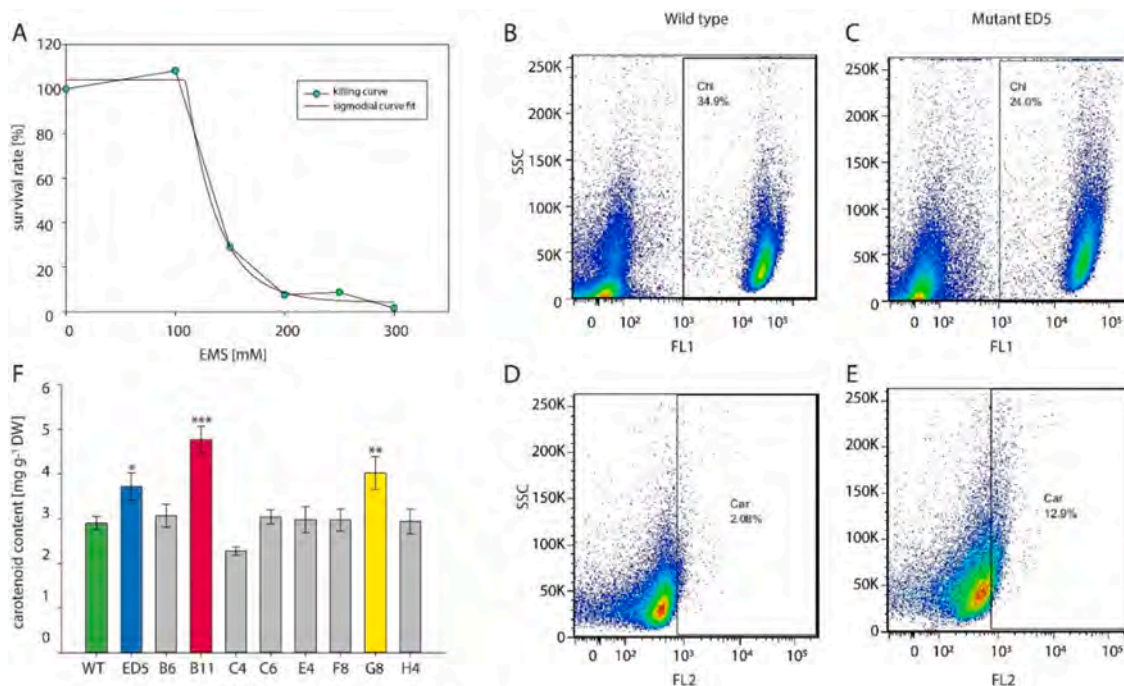 Wild type
Mutant ED5
A
120
100
80
60
40
20
0
survival rate [%]
killing curve
sigmodial curve fit
0
100
200
300
EMS [mM]
B
250K
200K
150K
100K
50K
0
SSC
Chl
34.9%
0
10²
10³
10⁴
10⁵
FL1
C
250K
200K
150K
100K
50K
0
Chl
24.0%
0
10²
10³
10⁴
10⁵
FL1
F
6
5
4
3
2
1
0
carotenoid content [mg g-¹ DW]
*
***
**
WT ED5 B6 B11 C4 C6 E4 F8 G8 H4
D
250K
200K
150K
100K
50K
0
SSC
Car
2.08%
0
10²
10³
10⁴
10⁵
FL2
E
250K
200K
150K
100K
50K
0
Car
12.9%
0
10²
10³
10⁴
10⁵
FL2